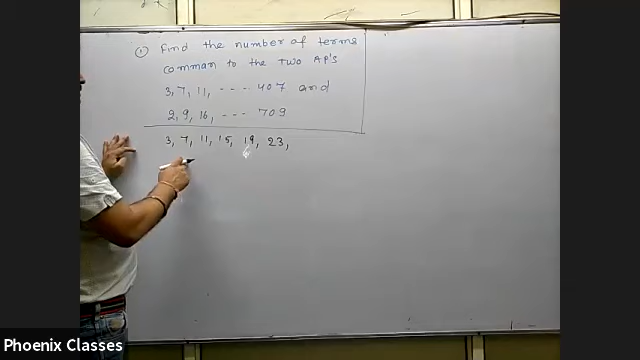 ① Find the number of terms
comman to the TWO AP's
3, 7, 11, ---- 407 and
2, 9, 16, --- 709
3, 7, 11, 15, 19, 23,
Phoenix Classes